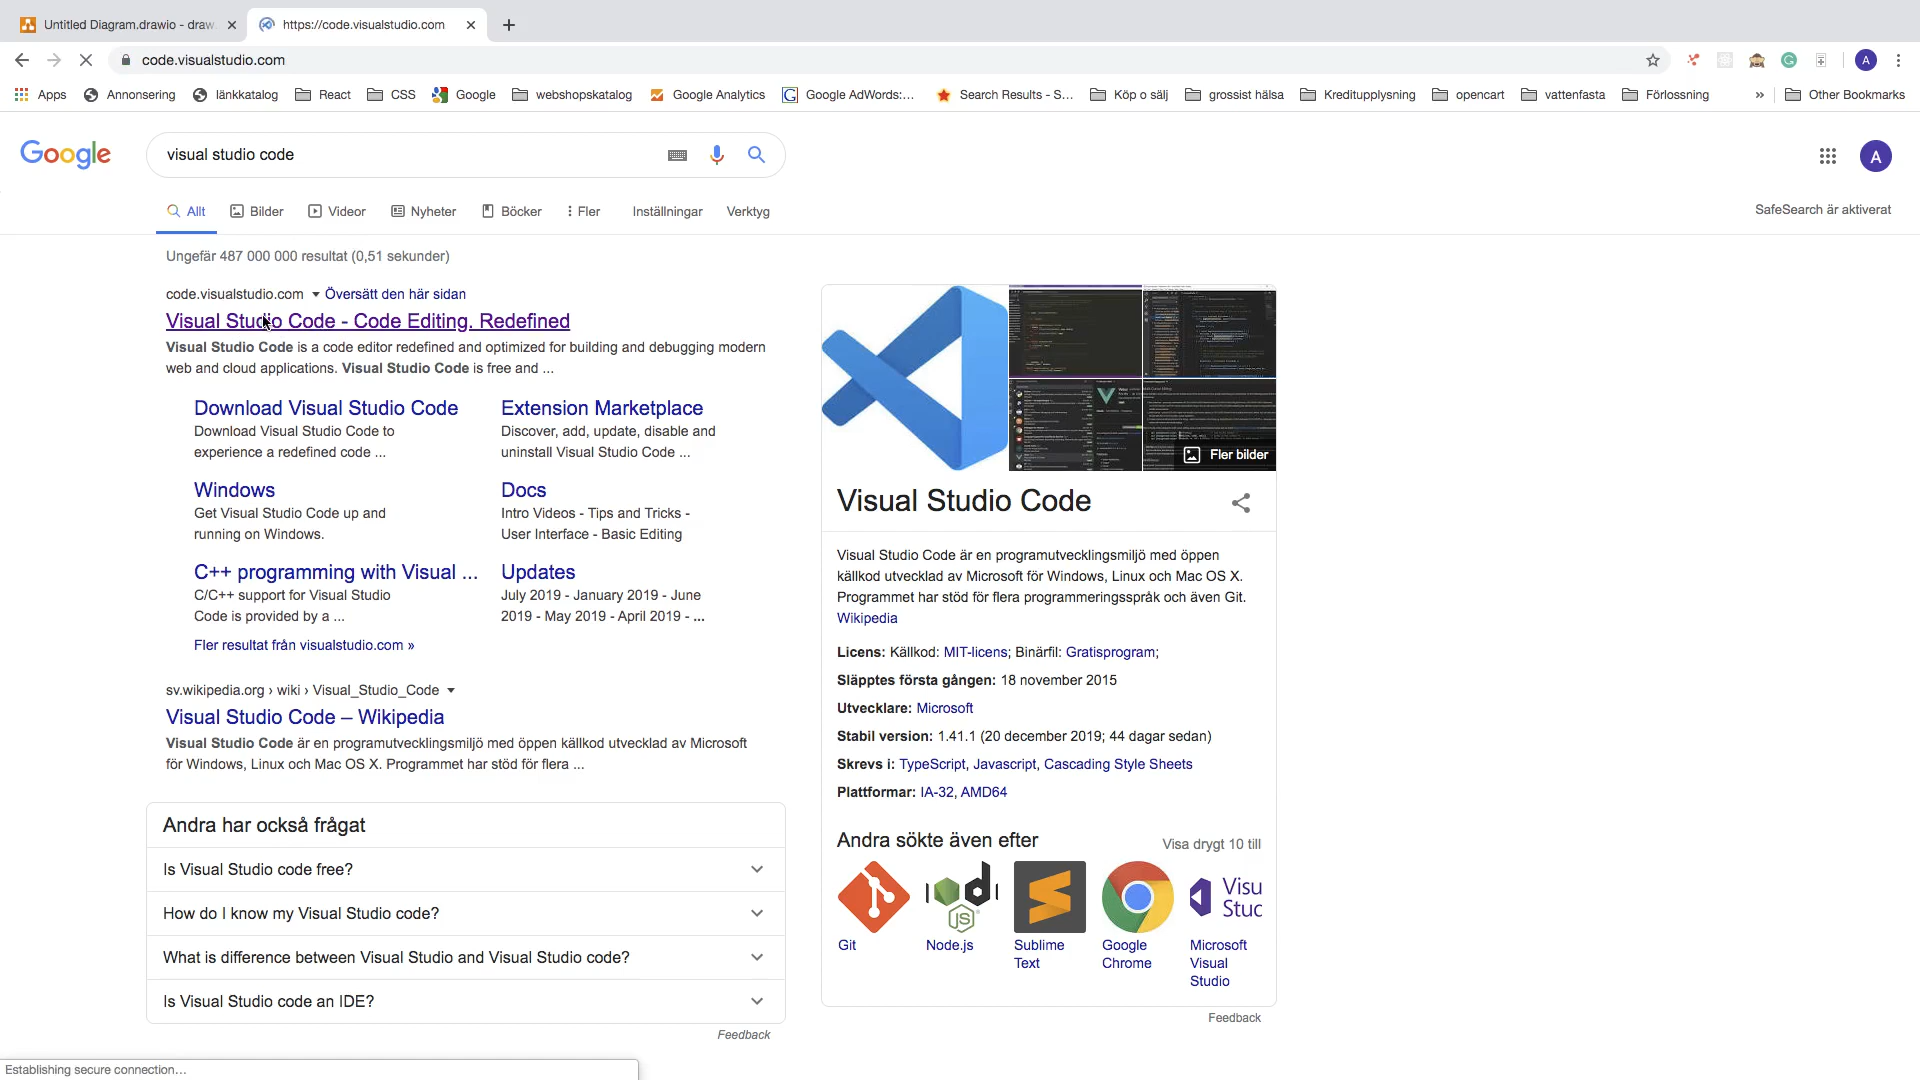 Untitled Diagram.drawio - draw
https://code.visualstudio.com
code.visualstudio.com
A
Apps
Annonsering
länkkatalog
React
CSS
Google
webshopskatalog
Google Analytics
Google AdWords:...
Search Results - S...
Köp o sälj
grossist hälsa
Kreditupplysning
opencart
vattenfasta
Förlossning
»
Other Bookmarks
Google
visual studio code
A
Allt
Bilder
Videor
Nyheter
Böcker
Fler
Inställningar
Verktyg
SafeSearch är aktiverat
Ungefär 487 000 000 resultat (0,51 sekunder)
code.visualstudio.com
Översätt den här sidan
Visual Studio Code - Code Editing. Redefined
Visual Studio Code is a code editor redefined and optimized for building and debugging modern
web and cloud applications. Visual Studio Code is free and ...
Download Visual Studio Code
Download Visual Studio Code to
experience a redefined code ...
Extension Marketplace
Discover, add, update, disable and
uninstall Visual Studio Code ...
Windows
Get Visual Studio Code up and
running on Windows.
Docs
Intro Videos - Tips and Tricks -
User Interface - Basic Editing
C++ programming with Visual ...
C/C++ support for Visual Studio
Code is provided by a ...
Updates
July 2019 - January 2019 - June
2019 - May 2019 - April 2019 - ...
Fler resultat från visualstudio.com »
sv.wikipedia.org › wiki › Visual_Studio_Code
Visual Studio Code – Wikipedia
Visual Studio Code är en programutvecklingsmiljö med öppen källkod utvecklad av Microsoft
för Windows, Linux och Mac OS X. Programmet har stöd för flera ...
Andra har också frågat
Is Visual Studio code free?
How do I know my Visual Studio code?
What is difference between Visual Studio and Visual Studio code?
Is Visual Studio code an IDE?
Feedback
Fler bilder
Visual Studio Code
Visual Studio Code är en programutvecklingsmiljö med öppen
källkod utvecklad av Microsoft för Windows, Linux och Mac OS X.
Programmet har stöd för flera programmeringsspråk och även Git.
Wikipedia
Licens: Källkod: MIT-licens; Binärfil: Gratisprogram;
Släpptes första gången: 18 november 2015
Utvecklare: Microsoft
Stabil version: 1.41.1 (20 december 2019; 44 dagar sedan)
Skrevs i: TypeScript, Javascript, Cascading Style Sheets
Plattformar: IA-32, AMD64
Andra sökte även efter
Visa drygt 10 till
Visu
Stuc
Git
Node.js
Sublime
Text
Google
Chrome
Microsoft
Visual
Studio
Feedback
Establishing secure connection...